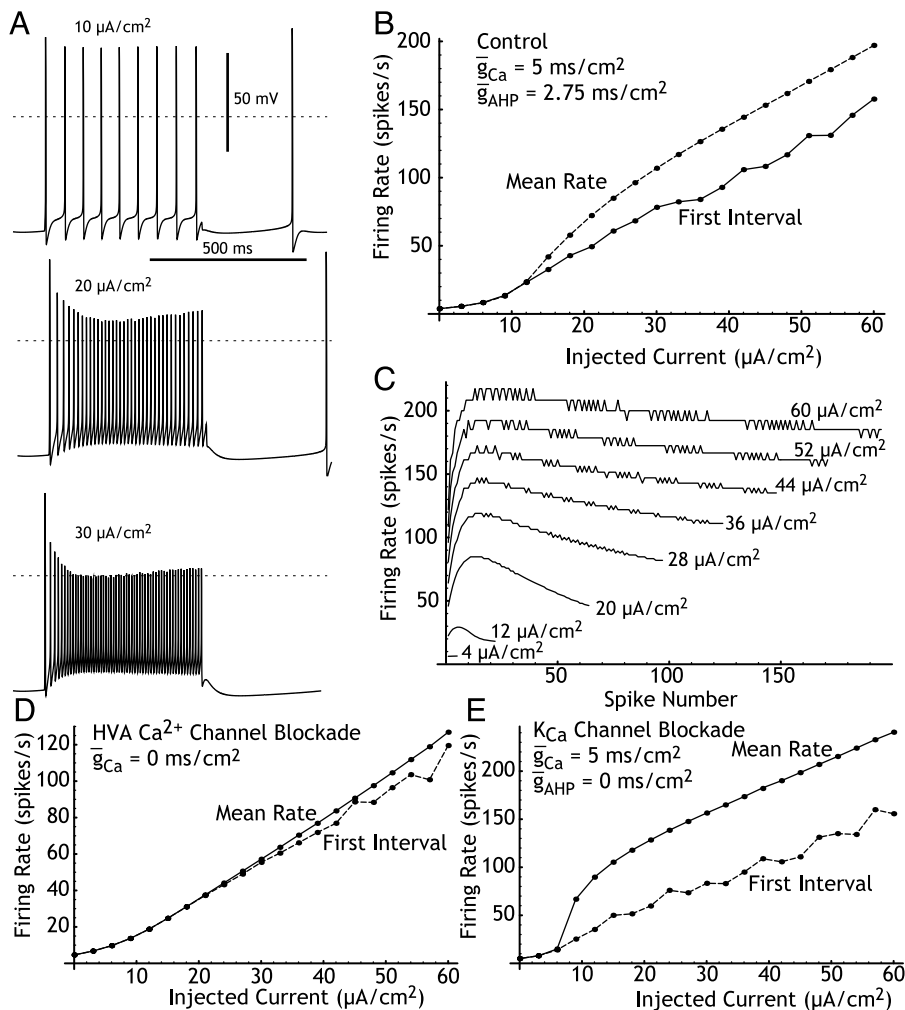 A
10 µA/cm2
50 mV
500 ms
20 µA/cm2
30 µA/cm2
B
Firing Rate (spikes/s)
200
150
100
50
Control
g̅Ca = 5 ms/cm2
g̅AHP = 2.75 ms/cm2
Mean Rate
First Interval
10 20 30 40 50 60
Injected Current (µA/cm2)
C
Firing Rate (spikes/s)
200
150
100
50
60 µA/cm2
52 µA/cm2
44 µA/cm2
36 µA/cm2
28 µA/cm2
20 µA/cm2
12 µA/cm2
4 µA/cm2
50 100 150
Spike Number
D
Firing Rate (spikes/s)
120
100
80
60
40
20
HVA Ca2+ Channel Blockade
g̅Ca = 0 ms/cm2
Mean Rate
First Interval
10 20 30 40 50 60
Injected Current (µA/cm2)
E
Firing Rate (spikes/s)
200
150
100
50
KCa Channel Blockade
g̅Ca = 5 ms/cm2
g̅AHP = 0 ms/cm2
Mean Rate
First Interval
10 20 30 40 50 60
Injected Current (µA/cm2)